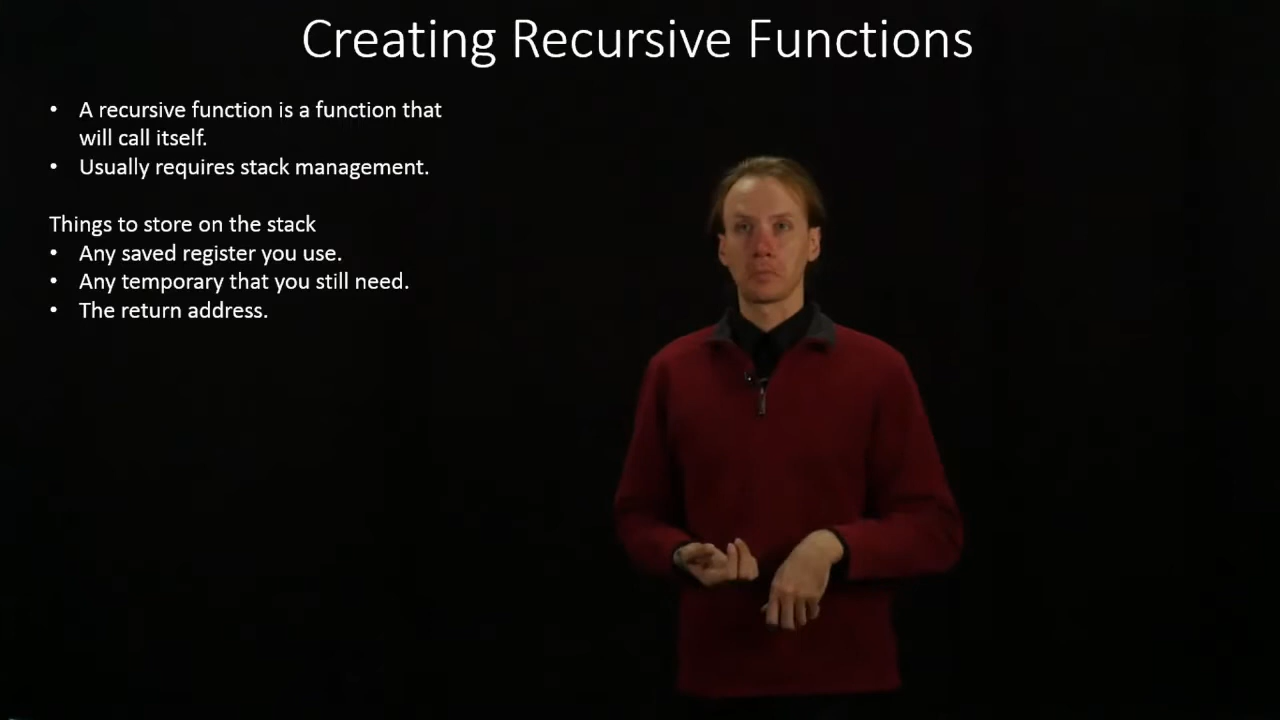 Creating Recursive Functions
• A recursive function is a function that
will call itself.
• Usually requires stack management.
Things to store on the stack
• Any saved register you use.
• Any temporary that you still need.
• The return address.